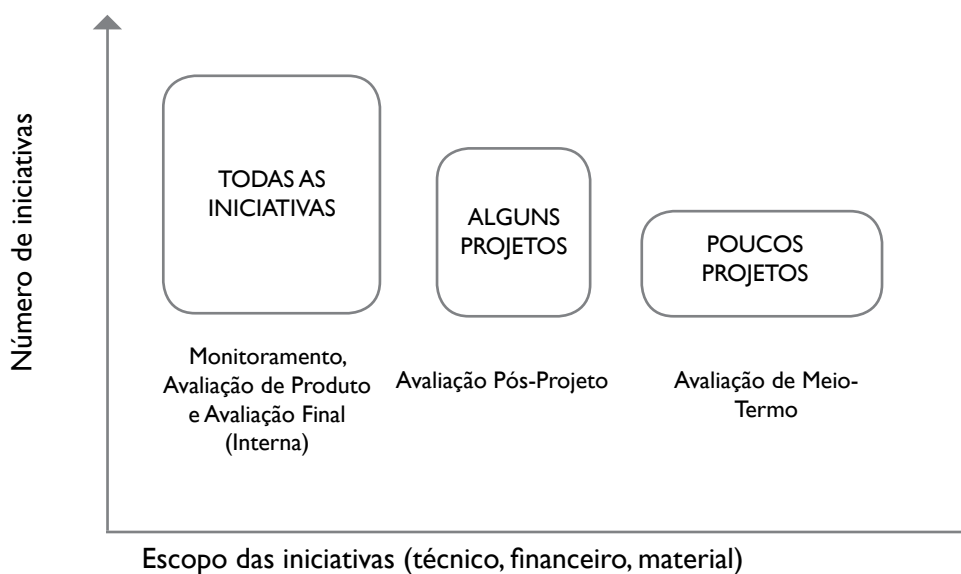 Número de iniciativas
TODAS AS
INICIATIVAS
Monitoramento,
Avaliação de Produto
e Avaliação Final
(Interna)
ALGUNS
PROJETOS
Avaliação Pós-Projeto
POUCOS
PROJETOS
Avaliação de Meio-
Termo
Escopo das iniciativas (técnico, financeiro, material)